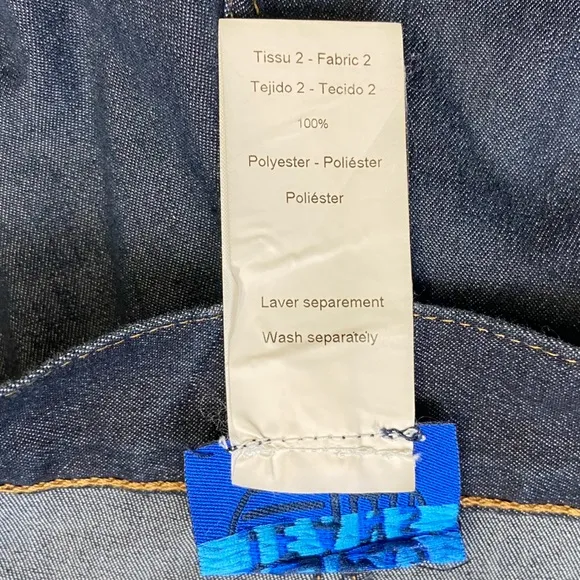 Tissu 2 - Fabric 2
Tejido 2 - Tecido 2
100%
Polyester - Poliéster
Poliéster
Laver separement
Wash separately